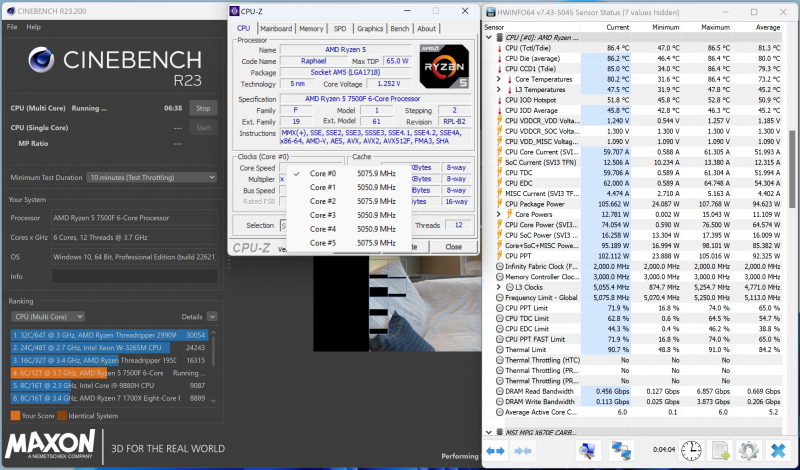 CINEBENCH R23.200
File Help
CINEBENCH
R23
CPU (Multi Core) Running ... 06:38 Stop
CPU (Single Core) --- Start
MP Ratio ---
Minimum Test Duration 10 minutes (Test Throttling)
Your System
Processor AMD Ryzen 5 7500F 6-Core Processor
Cores x GHz 6 Cores, 12 Threads @ 3.7 GHz
OS Windows 10, 64 Bit, Professional Edition (build 22621)
Info
Ranking
CPU (Multi Core) Details
1. 32C/64T @ 3 GHz, AMD Ryzen Threadripper 2990W 30054
2. 24C/48T @ 2.7 GHz, Intel Xeon W-3265M CPU 24243
3. 16C/32T @ 3.4 GHz, AMD Ryzen Threadripper 1950 16315
4. 6C/12T @ 3.7 GHz, AMD Ryzen 5 7500F 6-Core Running...
5. 8C/16T @ 2.3 GHz, Intel Core i9-9880H CPU 9087
6. 8C/16T @ 3.4 GHz, AMD Ryzen 7 1700X Eight-Core 8889
Your Score Identical System
MAXON
A NEMETSCHEK COMPANY
3D FOR THE REAL WORLD
Performing
CPU-Z
CPU Mainboard Memory SPD Graphics Bench About
Processor
Name AMD Ryzen 5
Code Name Raphael Max TDP 65.0 W
Package Socket AM5 (LGA1718)
Technology 5 nm Core Voltage 1.252 V
AMD
RYZEN
5
Specification AMD Ryzen 5 7500F 6-Core Processor
Family F Model 1 Stepping 2
Ext. Family 19 Ext. Model 61 Revision RPL-B2
Instructions MMX(+), SSE, SSE2, SSE3, SSSE3, SSE4.1, SSE4.2, SSE4A,
x86-64, AMD-V, AES, AVX, AVX2, AVX512F, FMA3, SHA
Clocks (Core #0) Cache
Core Speed KBytes 8-way
Multiplier x KBytes 8-way
Bus Speed KBytes 8-way
Rated FSB MBytes 16-way
Core #0 5075.9 MHz
Core #1 5050.9 MHz
Core #2 5075.9 MHz
Core #3 5050.9 MHz
Core #4 5050.9 MHz
Core #5 5075.9 MHz
Selection Threads 12
CPU-Z Close
HWiNFO64 v7.43-5045 Sensor Status [7 values hidden]
Sensor Current Minimum Maximum Average
CPU [#0]: AMD Ryzen ...
CPU (Tctl/Tdie) 86.4 °C 47.0 °C 86.5 °C 81.3 °C
CPU Die (average) 86.2 °C 46.4 °C 86.4 °C 80.0 °C
CPU CCD1 (Tdie) 85.0 °C 34.0 °C 86.4 °C 79.3 °C
Core Temperatures 80.2 °C 31.6 °C 86.4 °C 73.2 °C
L3 Temperatures 47.5 °C 31.9 °C 47.8 °C 45.2 °C
CPU IOD Hotspot 51.8 °C 45.8 °C 52.8 °C 50.9 °C
CPU IOD Average 45.8 °C 42.8 °C 46.3 °C 45.2 °C
CPU VDDCR_VDD Volta... 1.240 V 0.544 V 1.257 V 1.185 V
CPU VDDCR_SOC Volta... 1.300 V 1.300 V 1.300 V 1.300 V
CPU VDD_MISC Voltag... 1.090 V 1.090 V 1.090 V 1.090 V
CPU Core Current (SVI3... 59.707 A 0.588 A 61.305 A 51.993 A
SoC Current (SVI3 TFN) 12.506 A 10.234 A 13.380 A 12.315 A
CPU TDC 59.706 A 0.589 A 61.304 A 52.253 A
CPU EDC 62.000 A 0.589 A 64.748 A 54.304 A
MISC Current (SVI3 TFN) 4.474 A 2.710 A 5.163 A 4.402 A
CPU Package Power 105.662 W 24.087 W 107.768 W 94.623 W
Core Powers 12.781 W 0.002 W 15.043 W 11.109 W
CPU Core Power (SVI3 ... 74.054 W 0.590 W 76.500 W 64.574 W
CPU SoC Power (SVI3 T... 16.258 W 13.304 W 17.395 W 16.009 W
Core+SoC+MISC Power... 95.189 W 16.994 W 98.101 W 85.382 W
CPU PPT 102.112 W 23.888 W 105.016 W 92.325 W
Infinity Fabric Clock (F... 2,000.0 MHz 2,000.0 MHz 2,000.0 MHz 2,000.0 MHz
Memory Controller Cloc... 3,000.0 MHz 3,000.0 MHz 3,000.0 MHz 3,000.0 MHz
L3 Clocks 5,055.4 MHz 874.7 MHz 5,254.7 MHz 4,771.0 MHz
Frequency Limit - Global 5,075.8 MHz 5,070.4 MHz 5,250.0 MHz 5,113.0 MHz
CPU PPT Limit 71.9 % 16.8 % 74.0 % 65.0 %
CPU TDC Limit 62.8 % 0.6 % 64.5 % 54.7 %
CPU EDC Limit 44.3 % 0.4 % 46.2 % 38.8 %
CPU PPT FAST Limit 71.9 % 16.8 % 74.0 % 65.0 %
Thermal Limit 90.7 % 48.8 % 91.0 % 84.2 %
Thermal Throttling (HTC) No No No
Thermal Throttling (PR... No No No
Thermal Throttling (PR... No No No
DRAM Read Bandwidth 0.456 Gbps 0.127 Gbps 6.857 Gbps 0.669 Gbps
DRAM Write Bandwidth 0.113 Gbps 0.025 Gbps 3.873 Gbps 0.206 Gbps
Average Active Core C... 6.0 0.1 6.0 5.2
MSI MPG X670E CARB...
0:04:04